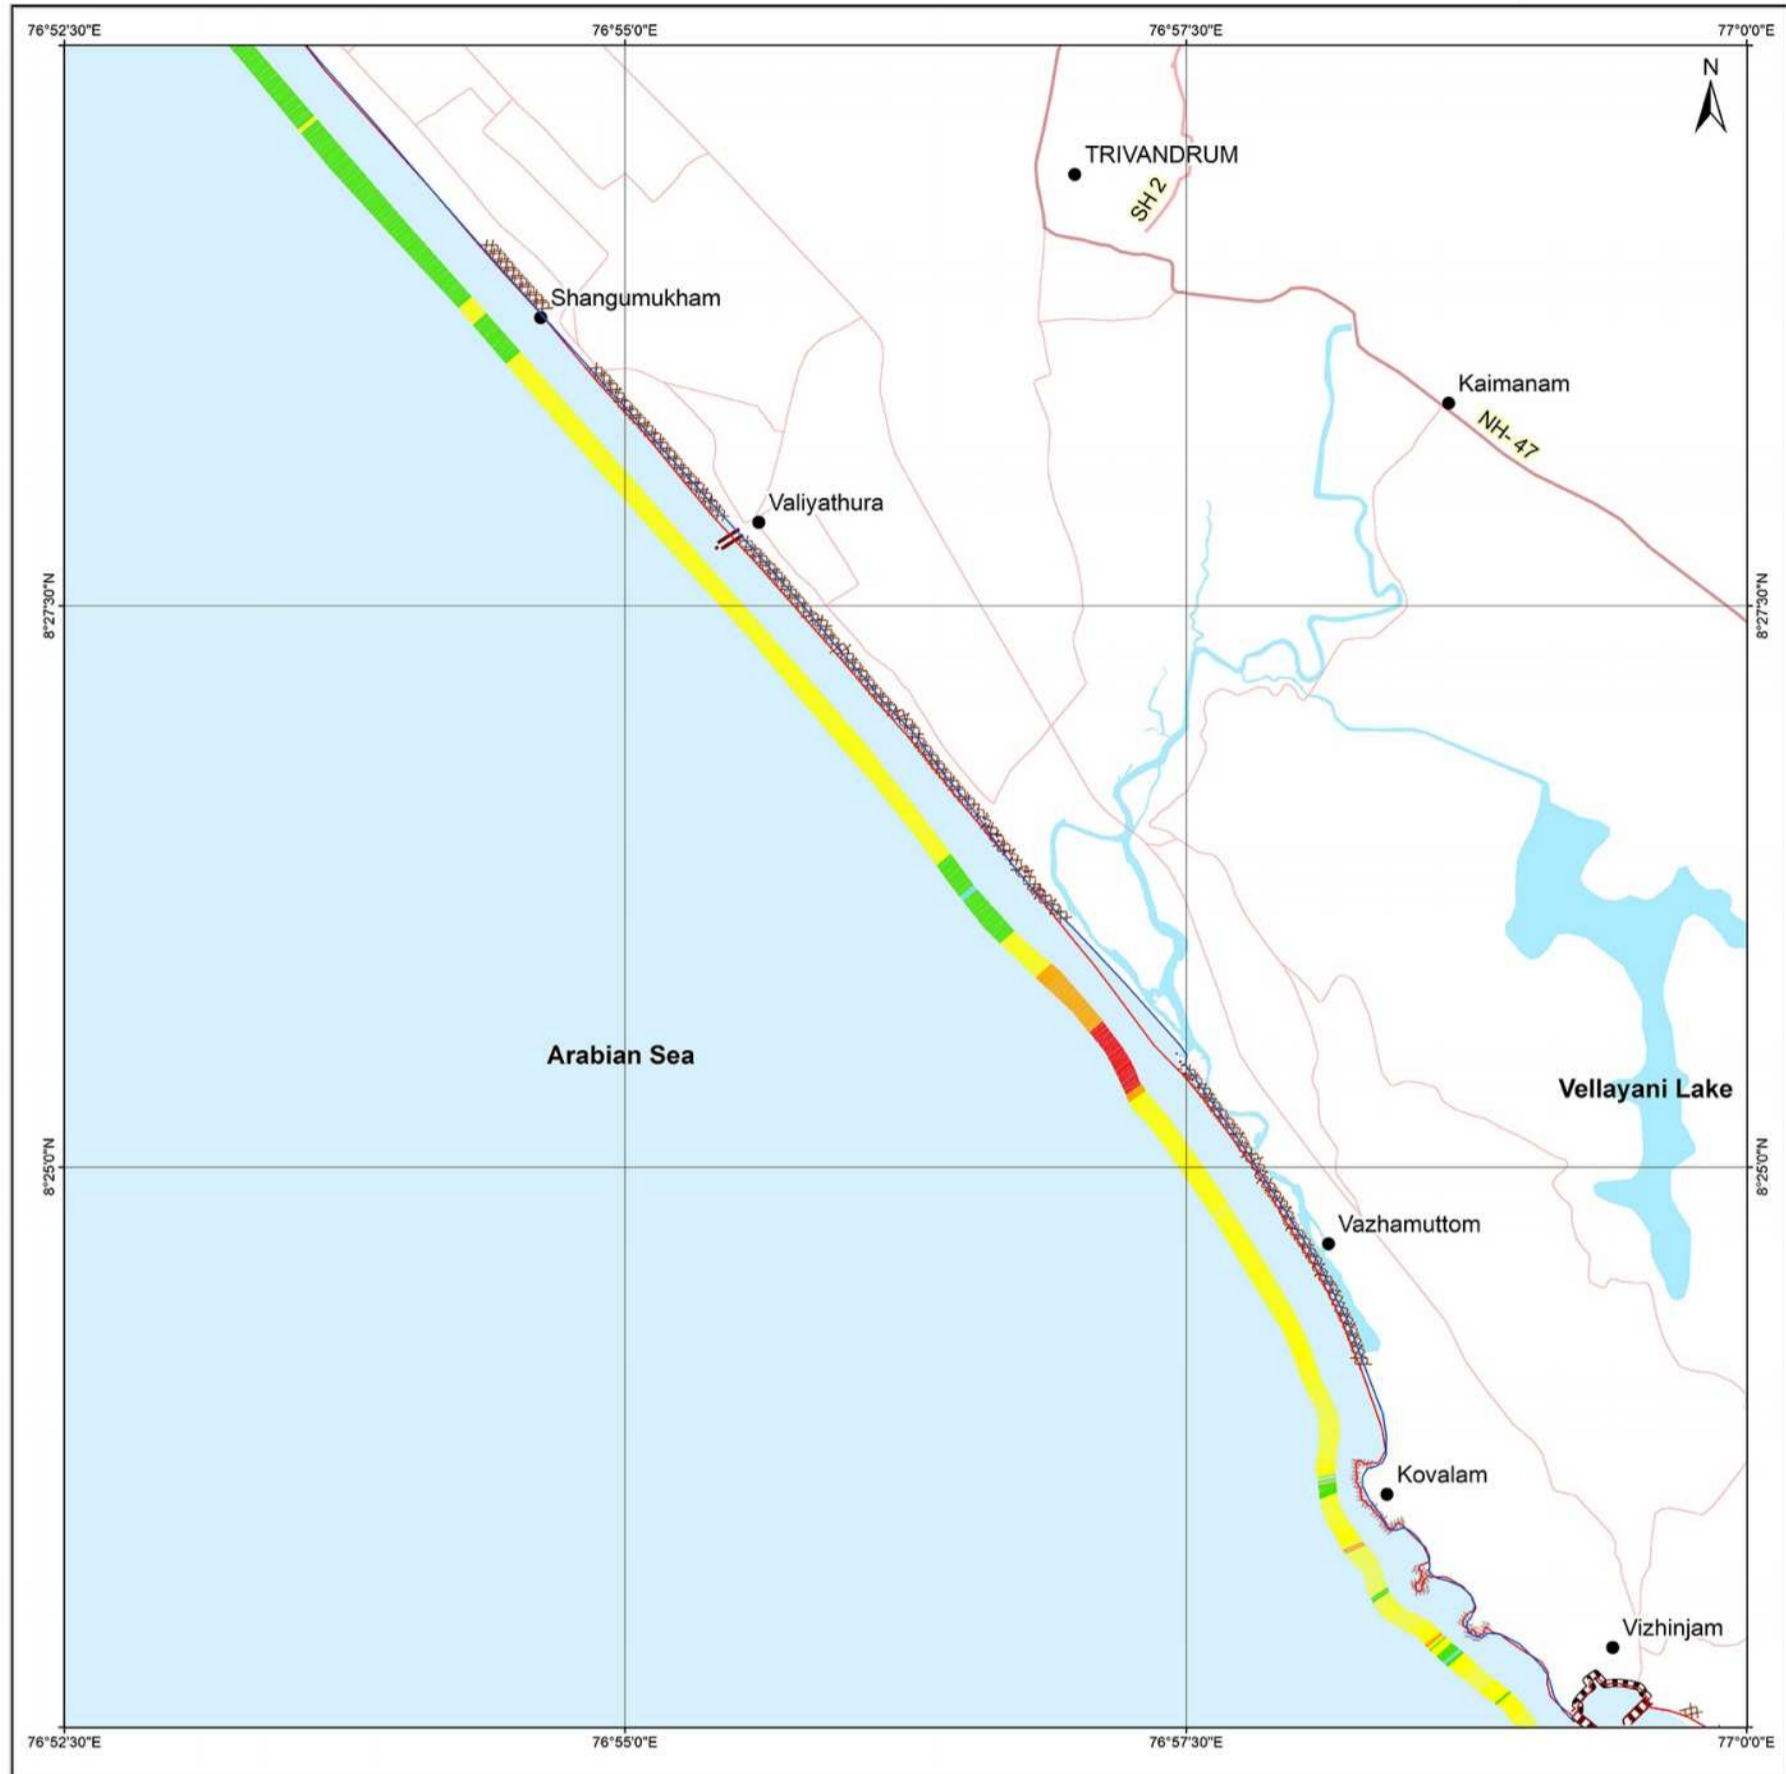 76°52'30"E
76°55'0"E
76°57'30"E
77°0'0"E
N
TRIVANDRUM
SH 2
Shangumukham
Kaimanam
NH- 47
Valiyathura
8°27'30"N
8°27'30"N
Arabian Sea
Vellayani Lake
8°25'0"N
8°25'0"N
Vazhamuttom
Kovalam
Vizhinjam
76°52'30"E
76°55'0"E
76°57'30"E
77°0'0"E